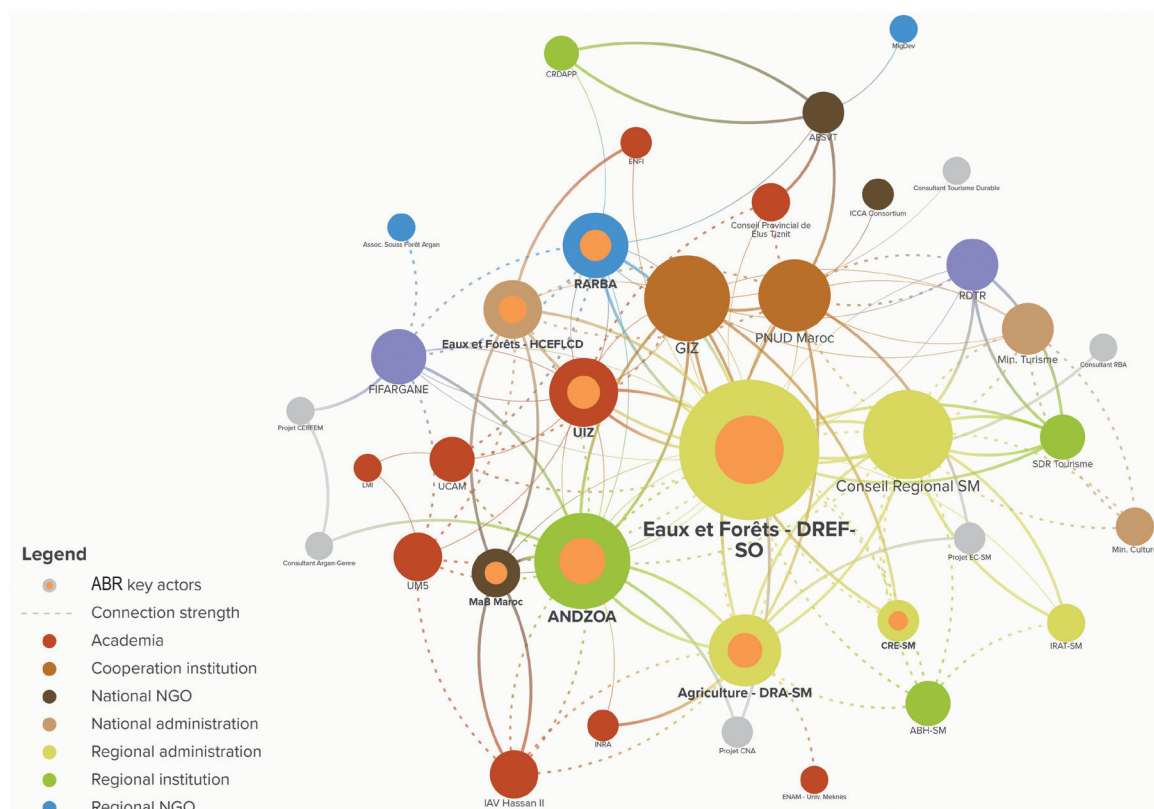 MigDev
CRDAPP
AESVT
ENFI
Consultant Tourisme Durable
ICCA Consortium
Conseil Provincial de
Elus Tiznit
Assoc. Souss Forêt Argan
RARBA
RDTR
Eaux et Forêts - HCEFLCD
GIZ
PNUD Maroc
Min. Turisme
Consultant RBA
FIFARGANE
Projet CERFEM
UIZ
LMI
UCAM
Conseil Regional SM
SDR Tourisme
Eaux et Forêts - DREF-
SO
Projet EC-SM
Min. Culture
Consultant Argan-Genre
UM5
MaB Maroc
ANDZOA
CRE-SM
IRAT-SM
Agriculture - DRA-SM
ABH-SM
INRA
Projet CNA
IAV Hassan II
ENAM - Univ. Meknès
Legend
ABR key actors
Connection strength
Academia
Cooperation institution
National NGO
National administration
Regional administration
Regional institution
Regional NGO